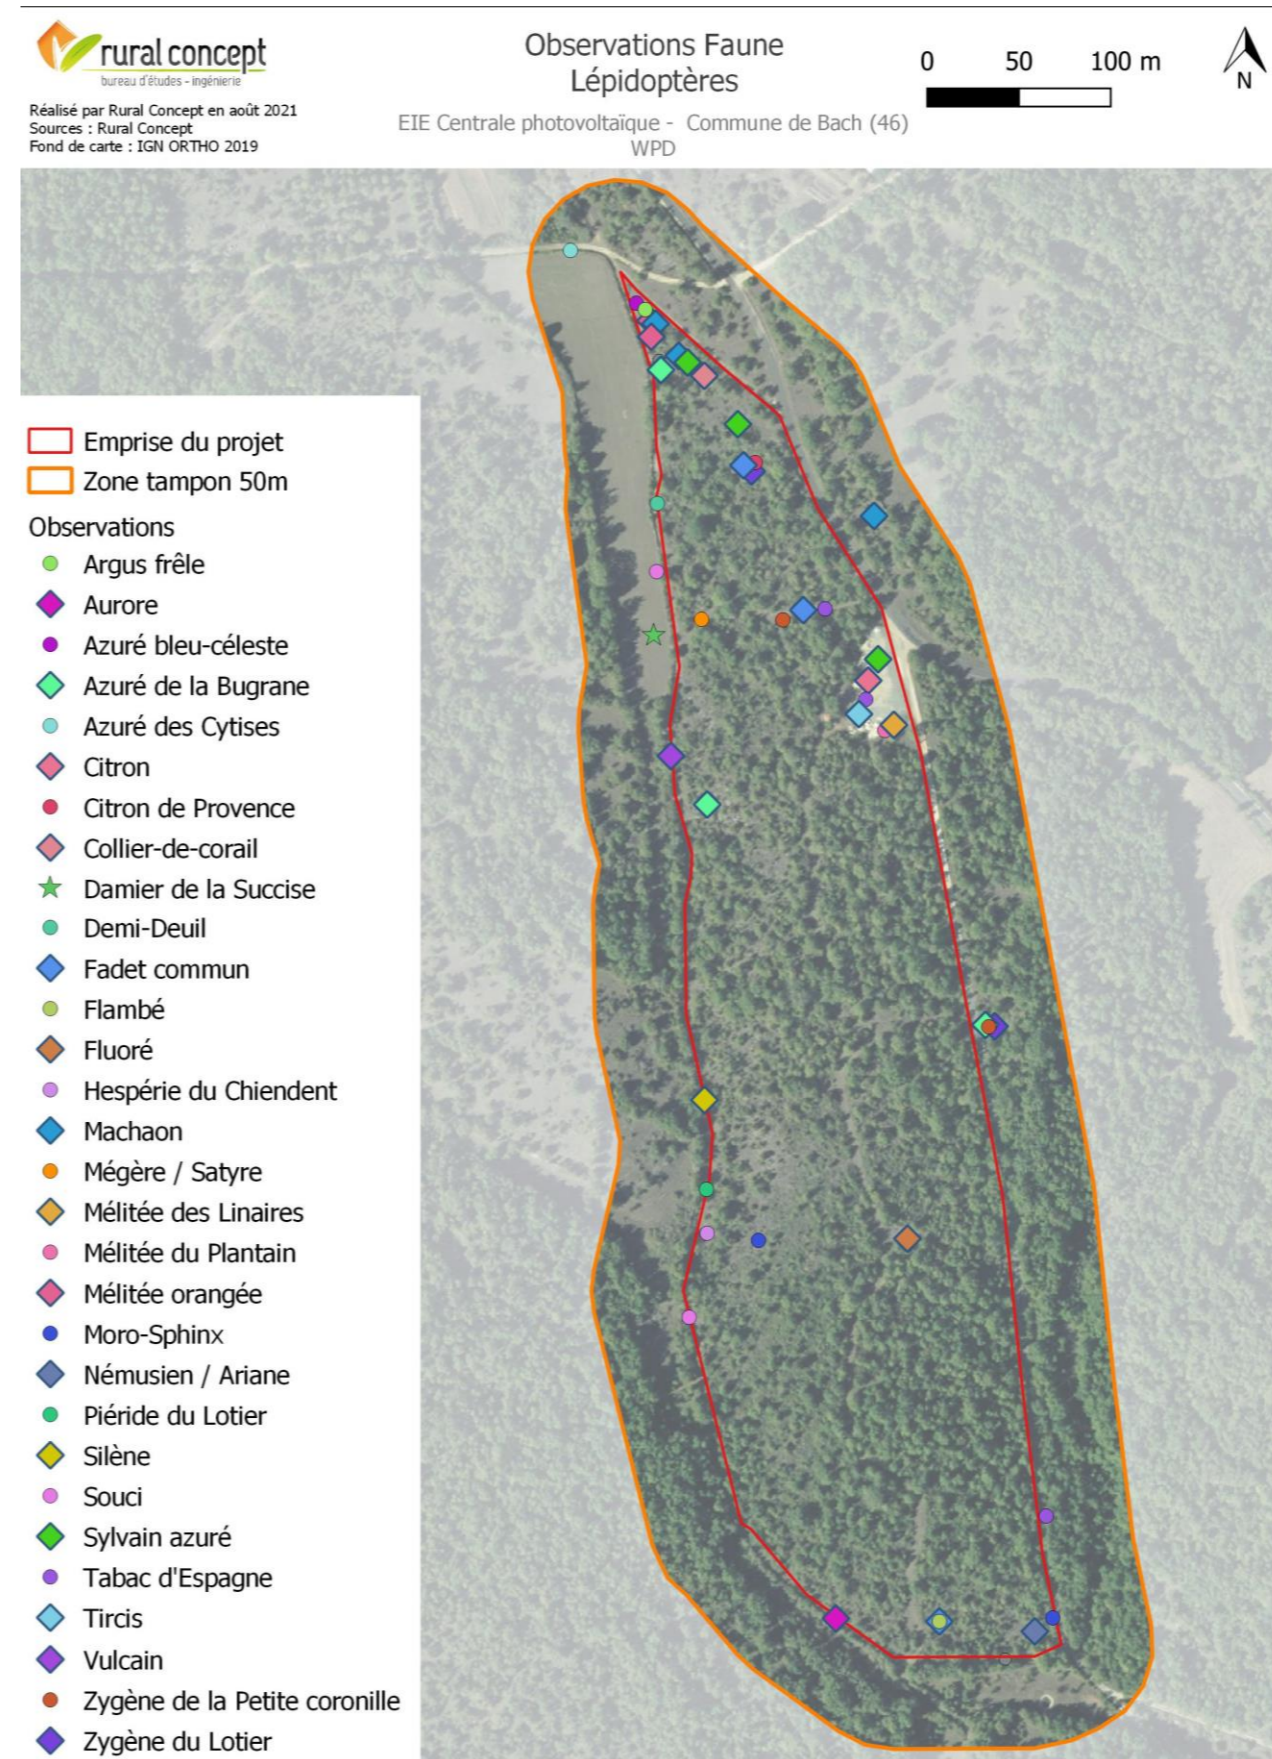 rural concept
bureau d'études - ingénierie
Réalisé par Rural Concept en août 2021
Sources : Rural Concept
Fond de carte : IGN ORTHO 2019
Observations Faune
Lépidoptères
EIE Centrale photovoltaïque - Commune de Bach (46)
WPD
0 50 100 m
N
Emprise du projet
Zone tampon 50m
Observations
Argus frêle
Aurore
Azuré bleu-céleste
Azuré de la Bugrane
Azuré des Cytises
Citron
Citron de Provence
Collier-de-corail
Damier de la Succise
Demi-Deuil
Fadet commun
Flambé
Fluoré
Hespérie du Chiendent
Machaon
Mégère / Satyre
Mélitée des Linaires
Mélitée du Plantain
Mélitée orangée
Moro-Sphinx
Némusien / Ariane
Piéride du Lotier
Silène
Souci
Sylvain azuré
Tabac d'Espagne
Tircis
Vulcain
Zygène de la Petite coronille
Zygène du Lotier